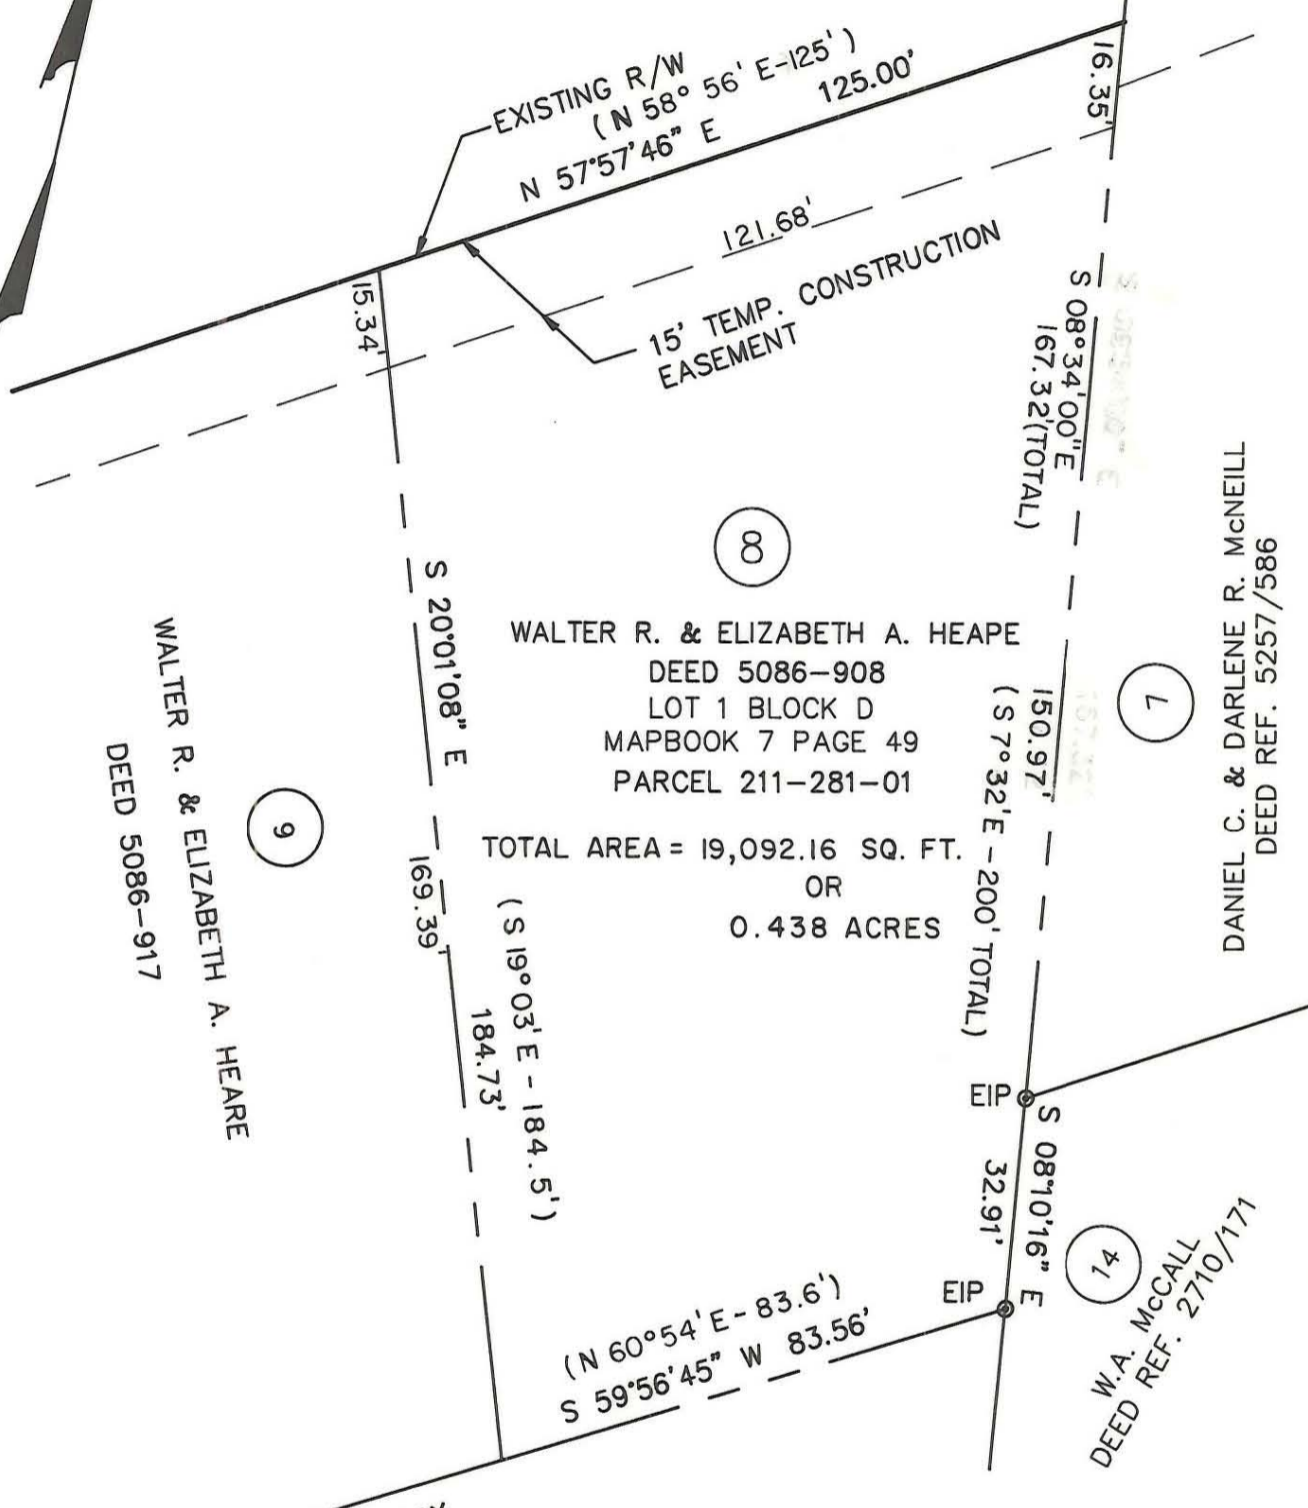 EXISTING R/W
(N 58° 56' E-125')
N 57°57'46" E
125.00'
16.35'
121.68'
15.34'
15' TEMP. CONSTRUCTION
EASEMENT
S 08°34'00"E
167.32'(TOTAL)
8
WALTER R. & ELIZABETH A. HEAPE
DEED 5086-908
LOT 1 BLOCK D
MAPBOOK 7 PAGE 49
PARCEL 211-281-01
TOTAL AREA = 19,092.16 SQ. FT.
OR
0.438 ACRES
S 20°01'08" E
169.39'
(S 19°03'E - 184.5')
184.73'
9
WALTER R. & ELIZABETH A. HEARE
DEED 5086-917
150.97'
(S 7°32'E - 200' TOTAL)
7
DANIEL C. & DARLENE R. McNEILL
DEED REF. 5257/586
EIP
S 08°10'16" E
32.91'
EIP
14
W.A. McCALL
DEED REF. 2710/171
(N 60°54'E - 83.6')
S 59°56'45" W 83.56'